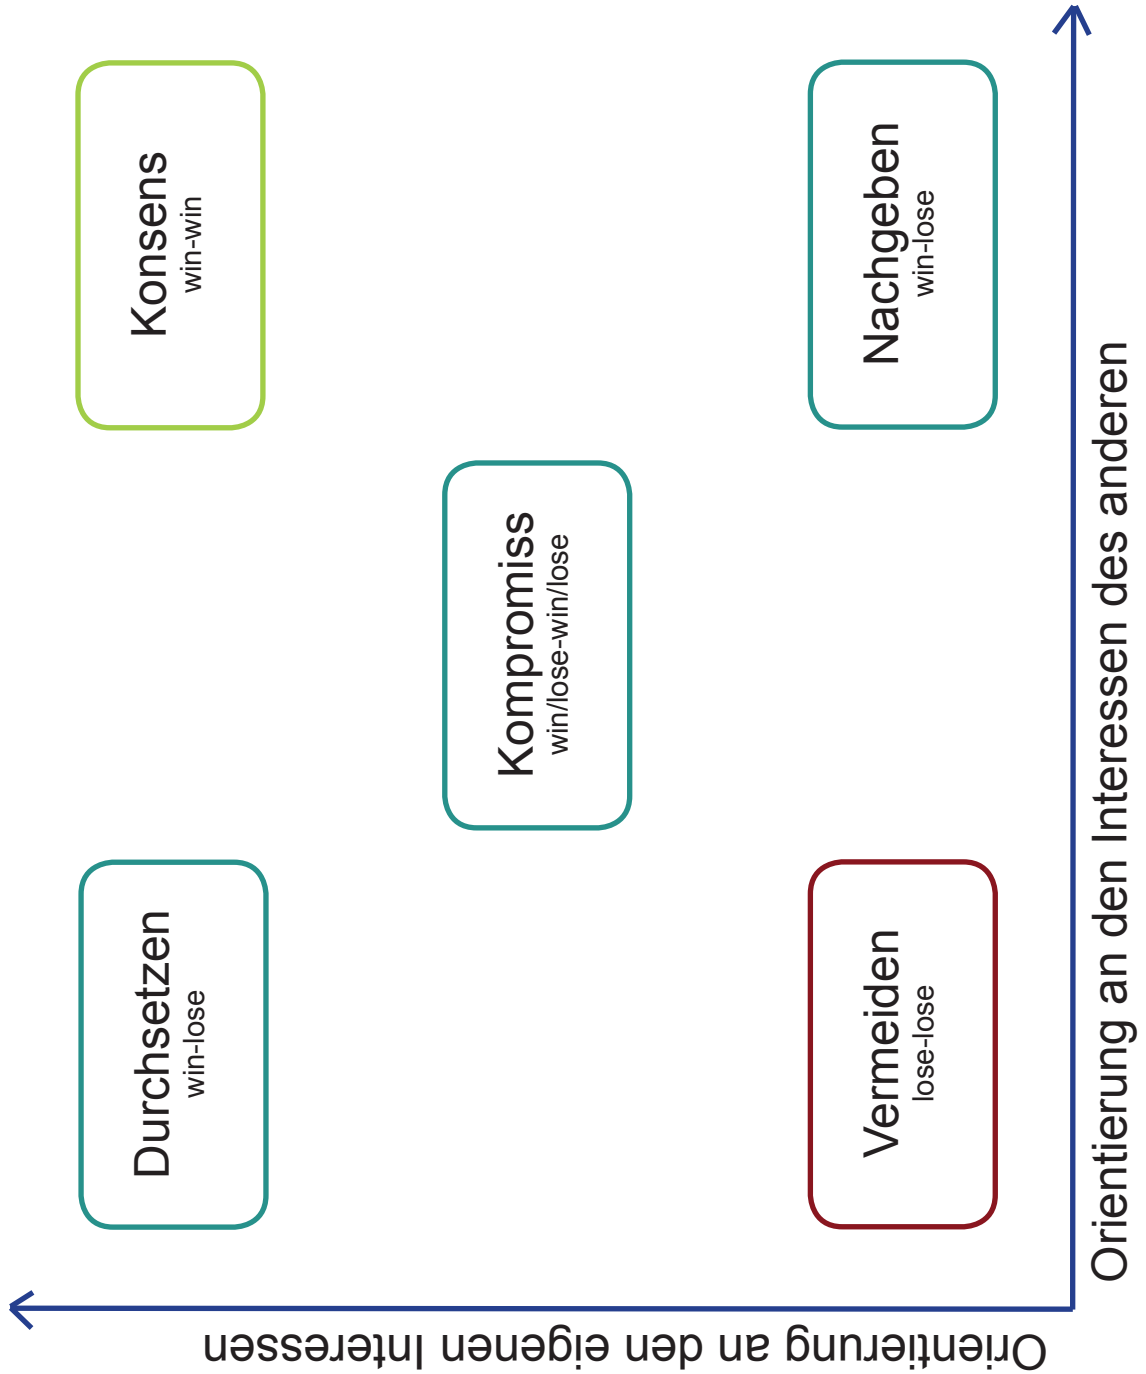 Orientierung an den eigenen Interessen
Durchsetzen
win-lose
Konsens
win-win
Kompromiss
win/lose-win/lose
Vermeiden
lose-lose
Nachgeben
win-lose
Orientierung an den Interessen des anderen